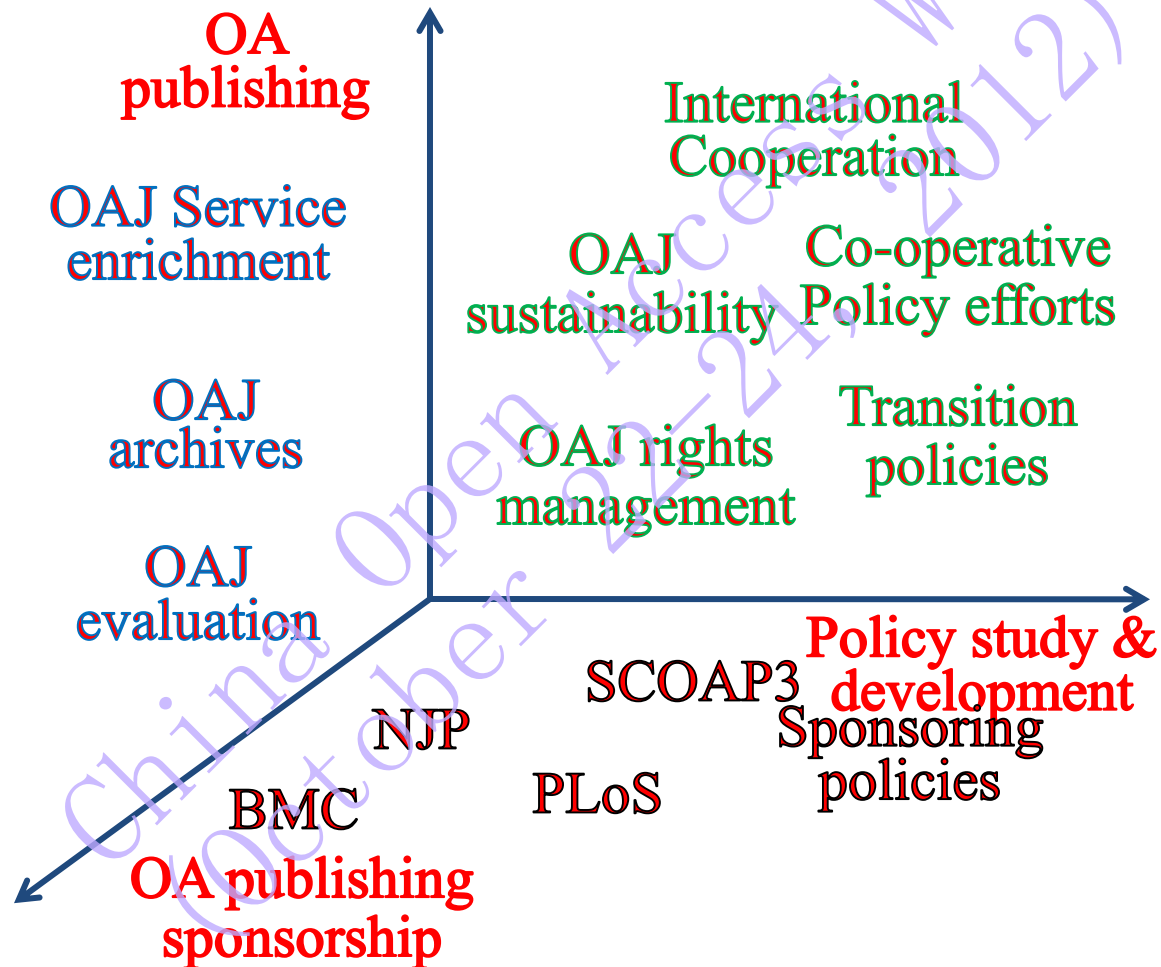 OA
publishing
International
Cooperation
OAJ Service
enrichment
OAJ
sustainability
Co-operative
Policy efforts
OAJ
archives
Transition
policies
OAJ rights
management
OAJ
evaluation
Policy study &
development
SCOAP3
NJP
Sponsoring
policies
PLoS
BMC
OA publishing
sponsorship
China Open Access W
(October 22-24, 2012)